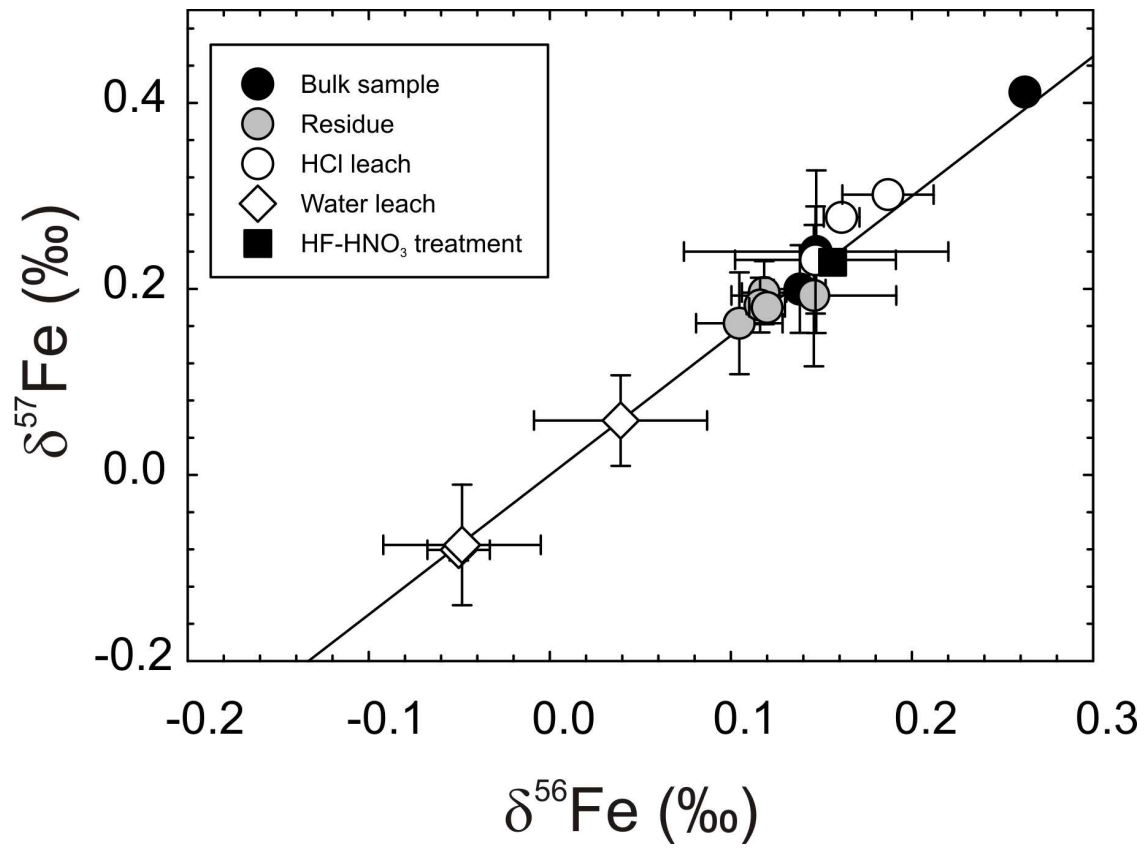 Bulk sample
Residue
HCl leach
Water leach
HF-HNO₃ treatment
δ⁵⁷Fe (‰)
0.4
0.2
0.0
-0.2
-0.2 -0.1 0.0 0.1 0.2 0.3
δ⁵⁶Fe (‰)